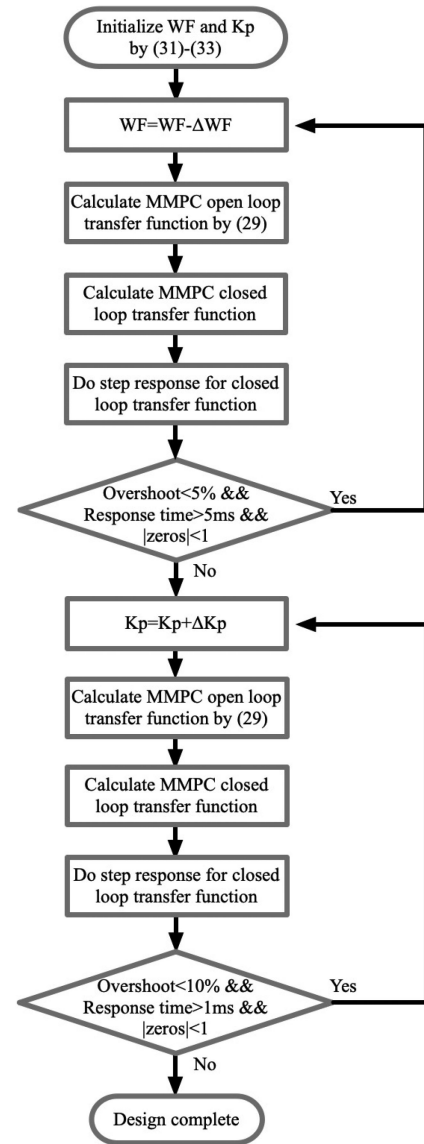 Initialize WF and Kp
by (31)-(33)
WF=WF-ΔWF
Calculate MMPC open loop
transfer function by (29)
Calculate MMPC closed
loop transfer function
Do step response for closed
loop transfer function
Overshoot<5% &&
Response time>5ms &&
|zeros|<1
Yes
No
Kp=Kp+ΔKp
Calculate MMPC open loop
transfer function by (29)
Calculate MMPC closed
loop transfer function
Do step response for closed
loop transfer function
Overshoot<10% &&
Response time>1ms &&
|zeros|<1
Yes
No
Design complete